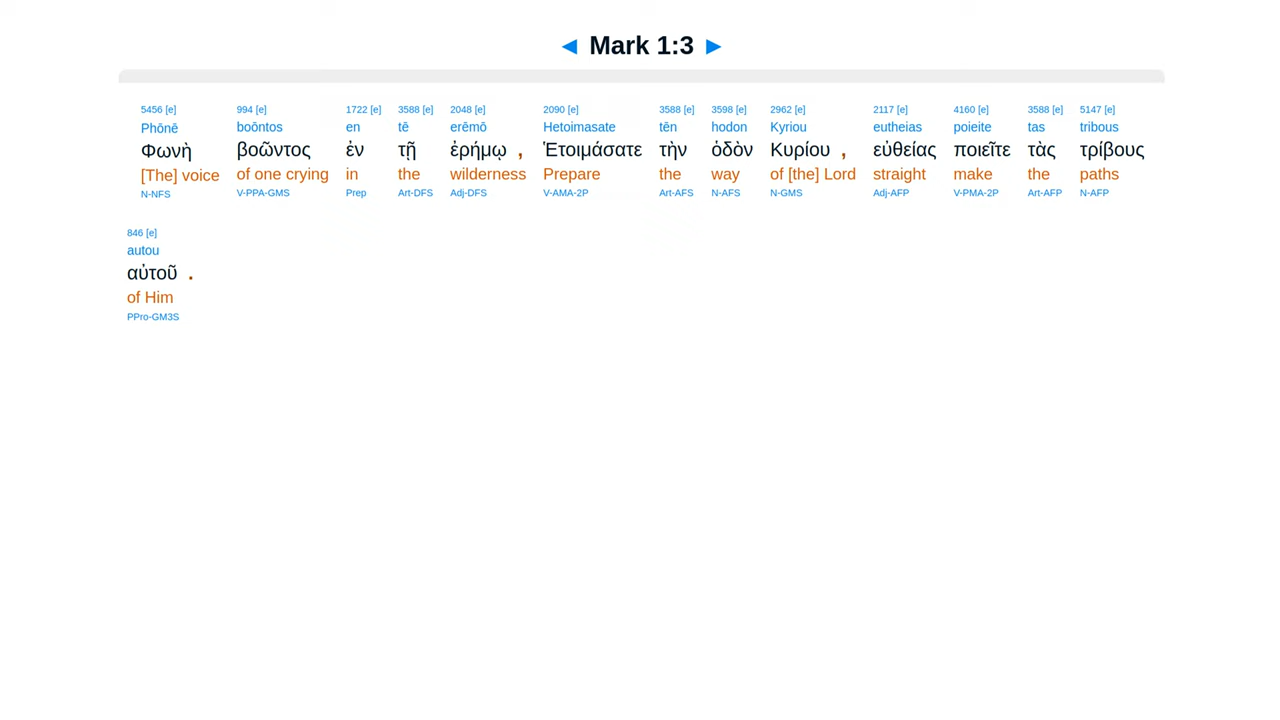 ◄ Mark 1:3 ►
5456 [e] 994 [e] 1722 [e] 3588 [e] 2048 [e] 2090 [e] 3588 [e] 3598 [e] 2962 [e] 2117 [e] 4160 [e] 3588 [e] 5147 [e]
Phōnē boōntos en tē erēmō Hetoimasate tēn hodon Kyriou eutheias poieite tas tribous
Φωνὴ βοῶντος ἐν τῇ ἐρήμῳ , Ἑτοιμάσατε τὴν ὁδὸν Κυρίου , εὐθείας ποιεῖτε τὰς τρίβους
[The] voice of one crying in the wilderness Prepare the way of [the] Lord straight make the paths
N-NFS V-PPA-GMS Prep Art-DFS Adj-DFS V-AMA-2P Art-AFS N-AFS N-GMS Adj-AFP V-PMA-2P Art-AFP N-AFP
846 [e]
autou
αὐτοῦ .
of Him
PPro-GM3S